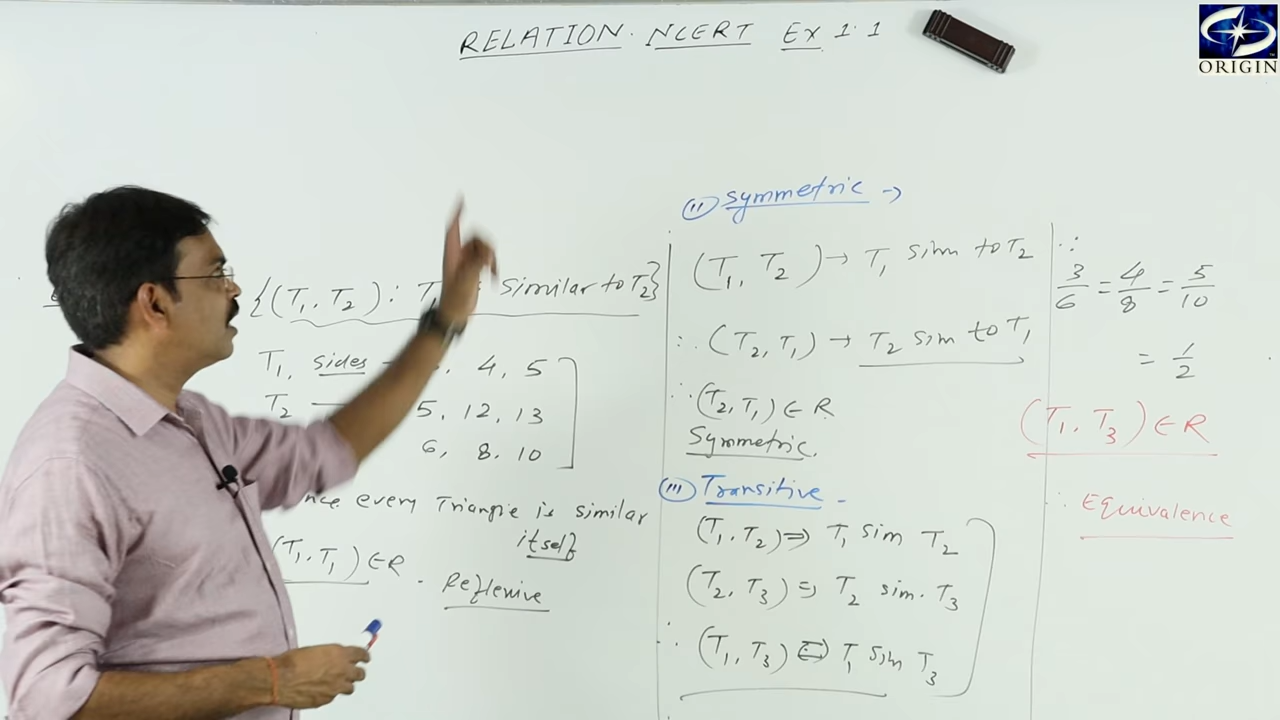 RELATION. NCERT Ex 1.1
ORIGIN
{(T1, T2): T1 Similar to T2}
T1, sides 4, 5
T2 5, 12, 13
6, 8, 10
every Triangle is similar
itself
(T1, T1) ∈ R. Reflexive
(ii) Symmetric →
(T1, T2) → T1 sim to T2
∴ (T2, T1) → T2 sim to T1
∴ (T2, T1) ∈ R
Symmetric.
(iii) Transitive -
(T1, T2) ⇒ T1 sim T2
(T2, T3) ⇒ T2 sim. T3
∴ (T1, T3) T1 sim T3
∴
3/6 = 4/8 = 5/10
= 1/2
(T1, T3) ∈ R
∴ Equivalence